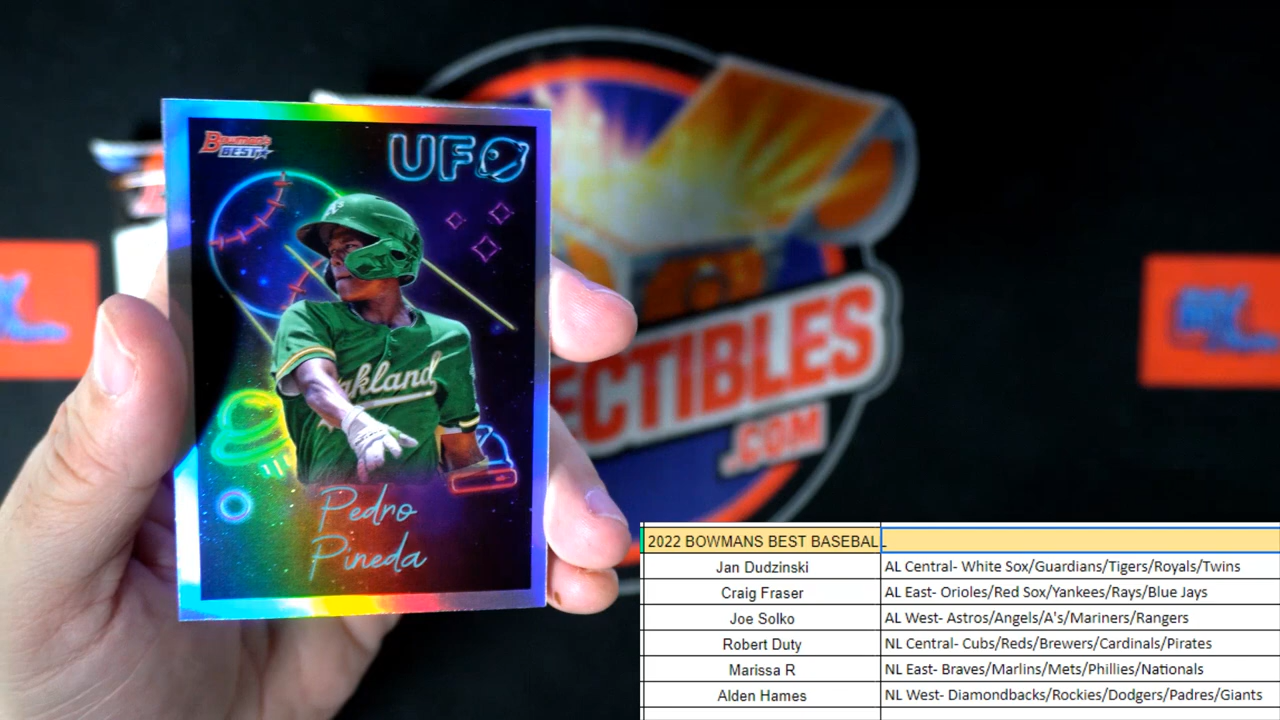 Bowman's
BEST
UFO
A's
akland
Pedro
Pineda
ECTIBLES
.COM
2022 BOWMANS BEST BASEBALL
Jan Dudzinski AL Central- White Sox/Guardians/Tigers/Royals/Twins
Craig Fraser AL East- Orioles/Red Sox/Yankees/Rays/Blue Jays
Joe Solko AL West- Astros/Angels/A's/Mariners/Rangers
Robert Duty NL Central- Cubs/Reds/Brewers/Cardinals/Pirates
Marissa R NL East- Braves/Marlins/Mets/Phillies/Nationals
Alden Hames NL West- Diamondbacks/Rockies/Dodgers/Padres/Giants